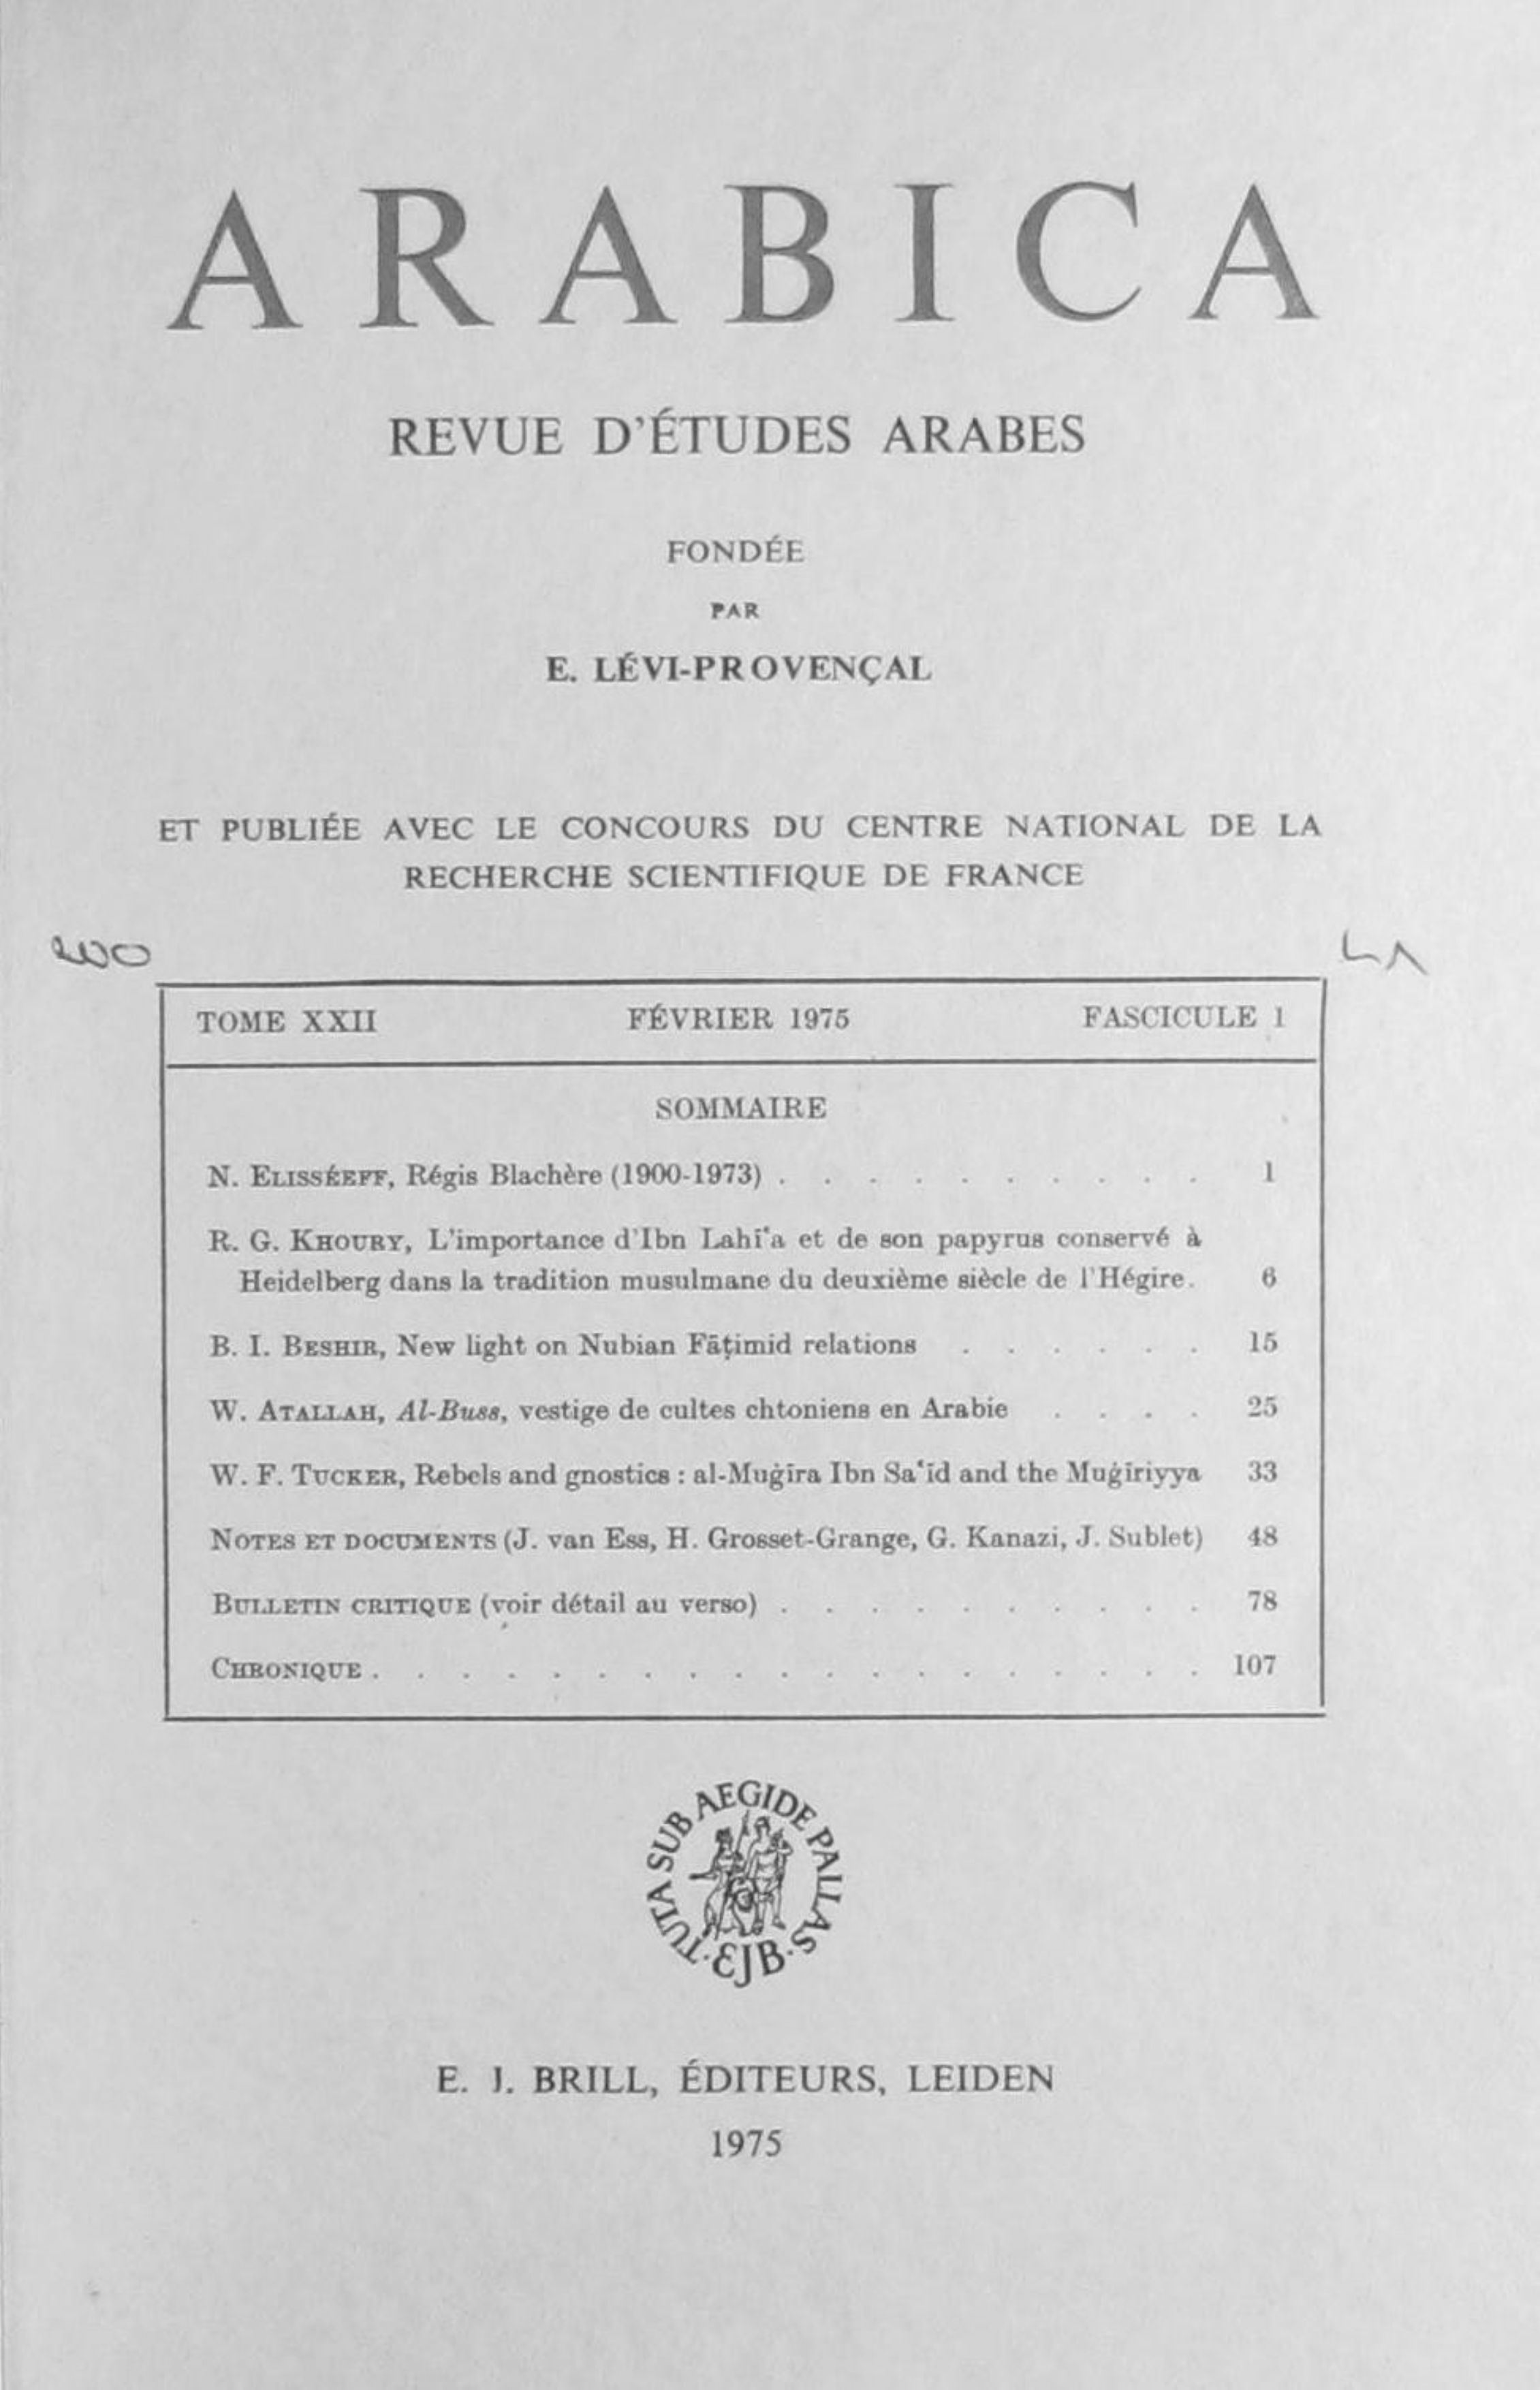 ARABICA
REVUE D'ÉTUDES ARABES
FONDÉE
PAR
E. LÉVI-PROVENÇAL
ET PUBLIÉE AVEC LE CONCOURS DU CENTRE NATIONAL DE LA
RECHERCHE SCIENTIFIQUE DE FRANCE
TOME XXII FÉVRIER 1975 FASCICULE 1
SOMMAIRE
N. ELISSÉEFF, Régis Blachère (1900-1973) . . . . . . . . . . 1
R. G. KHOURY, L'importance d'Ibn Lahīʿa et de son papyrus conservé à
Heidelberg dans la tradition musulmane du deuxième siècle de l'Hégire. 6
B. I. BESHIR, New light on Nubian Fāṭimid relations . . . . . . 15
W. ATALLAH, Al-Buss, vestige de cultes chtoniens en Arabie . . . . 25
W. F. TUCKER, Rebels and gnostics : al-Muġīra Ibn Saʿīd and the Muġīriyya 33
NOTES ET DOCUMENTS (J. van Ess, H. Grosset-Grange, G. Kanazi, J. Sublet) 48
BULLETIN CRITIQUE (voir détail au verso) . . . . . . . . . . 78
CHRONIQUE . . . . . . . . . . . . . . . . . . . 107
TUTA SUB AEGIDE PALLAS
EJB
E. J. BRILL, ÉDITEURS, LEIDEN
1975